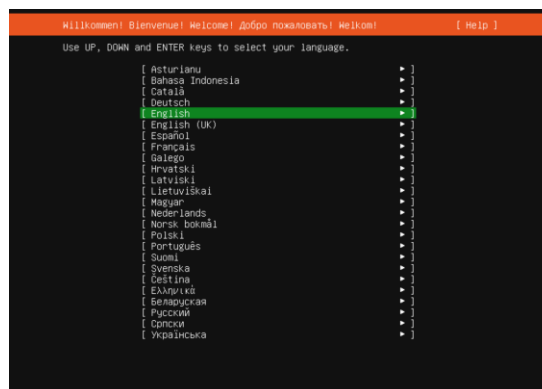 Willkommen! Bienvenue! Welcome! Добро пожаловать! Welkom! [ Help ]
Use UP, DOWN and ENTER keys to select your language.
[ Asturianu ► ]
[ Bahasa Indonesia ► ]
[ Català ► ]
[ Deutsch ► ]
[ English ► ]
[ English (UK) ► ]
[ Español ► ]
[ Français ► ]
[ Galego ► ]
[ Hrvatski ► ]
[ Latviski ► ]
[ Lietuviškai ► ]
[ Magyar ► ]
[ Nederlands ► ]
[ Norsk bokmål ► ]
[ Polski ► ]
[ Português ► ]
[ Suomi ► ]
[ Svenska ► ]
[ Čeština ► ]
[ Ελληνικά ► ]
[ Беларуская ► ]
[ Русский ► ]
[ Српски ► ]
[ Українська ► ]